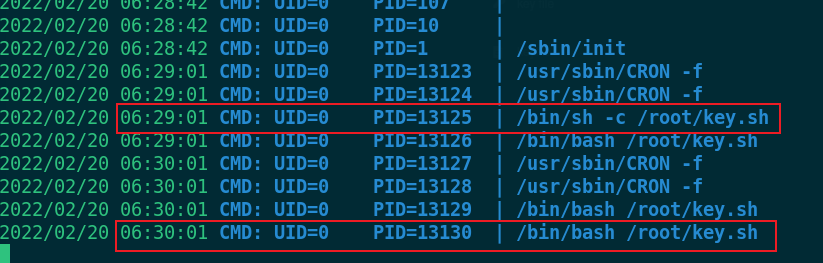 2022/02/20 06:28:42 CMD: UID=0 PID=107 |
2022/02/20 06:28:42 CMD: UID=0 PID=10 |
2022/02/20 06:28:42 CMD: UID=0 PID=1 | /sbin/init
2022/02/20 06:29:01 CMD: UID=0 PID=13123 | /usr/sbin/CRON -f
2022/02/20 06:29:01 CMD: UID=0 PID=13124 | /usr/sbin/CRON -f
2022/02/20 06:29:01 CMD: UID=0 PID=13125 | /bin/sh -c /root/key.sh
2022/02/20 06:29:01 CMD: UID=0 PID=13126 | /bin/bash /root/key.sh
2022/02/20 06:30:01 CMD: UID=0 PID=13127 | /usr/sbin/CRON -f
2022/02/20 06:30:01 CMD: UID=0 PID=13128 | /usr/sbin/CRON -f
2022/02/20 06:30:01 CMD: UID=0 PID=13129 | /bin/bash /root/key.sh
2022/02/20 06:30:01 CMD: UID=0 PID=13130 | /bin/bash /root/key.sh